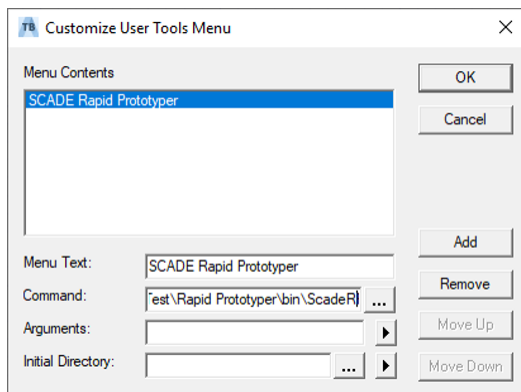 TB Customize User Tools Menu
Menu Contents
OK
SCADE Rapid Prototyper
Cancel
Add
Menu Text:
SCADE Rapid Prototyper
Remove
Command:
est\Rapid Prototyper\bin\ScadeR
...
Arguments:
Move Up
Initial Directory:
...
Move Down